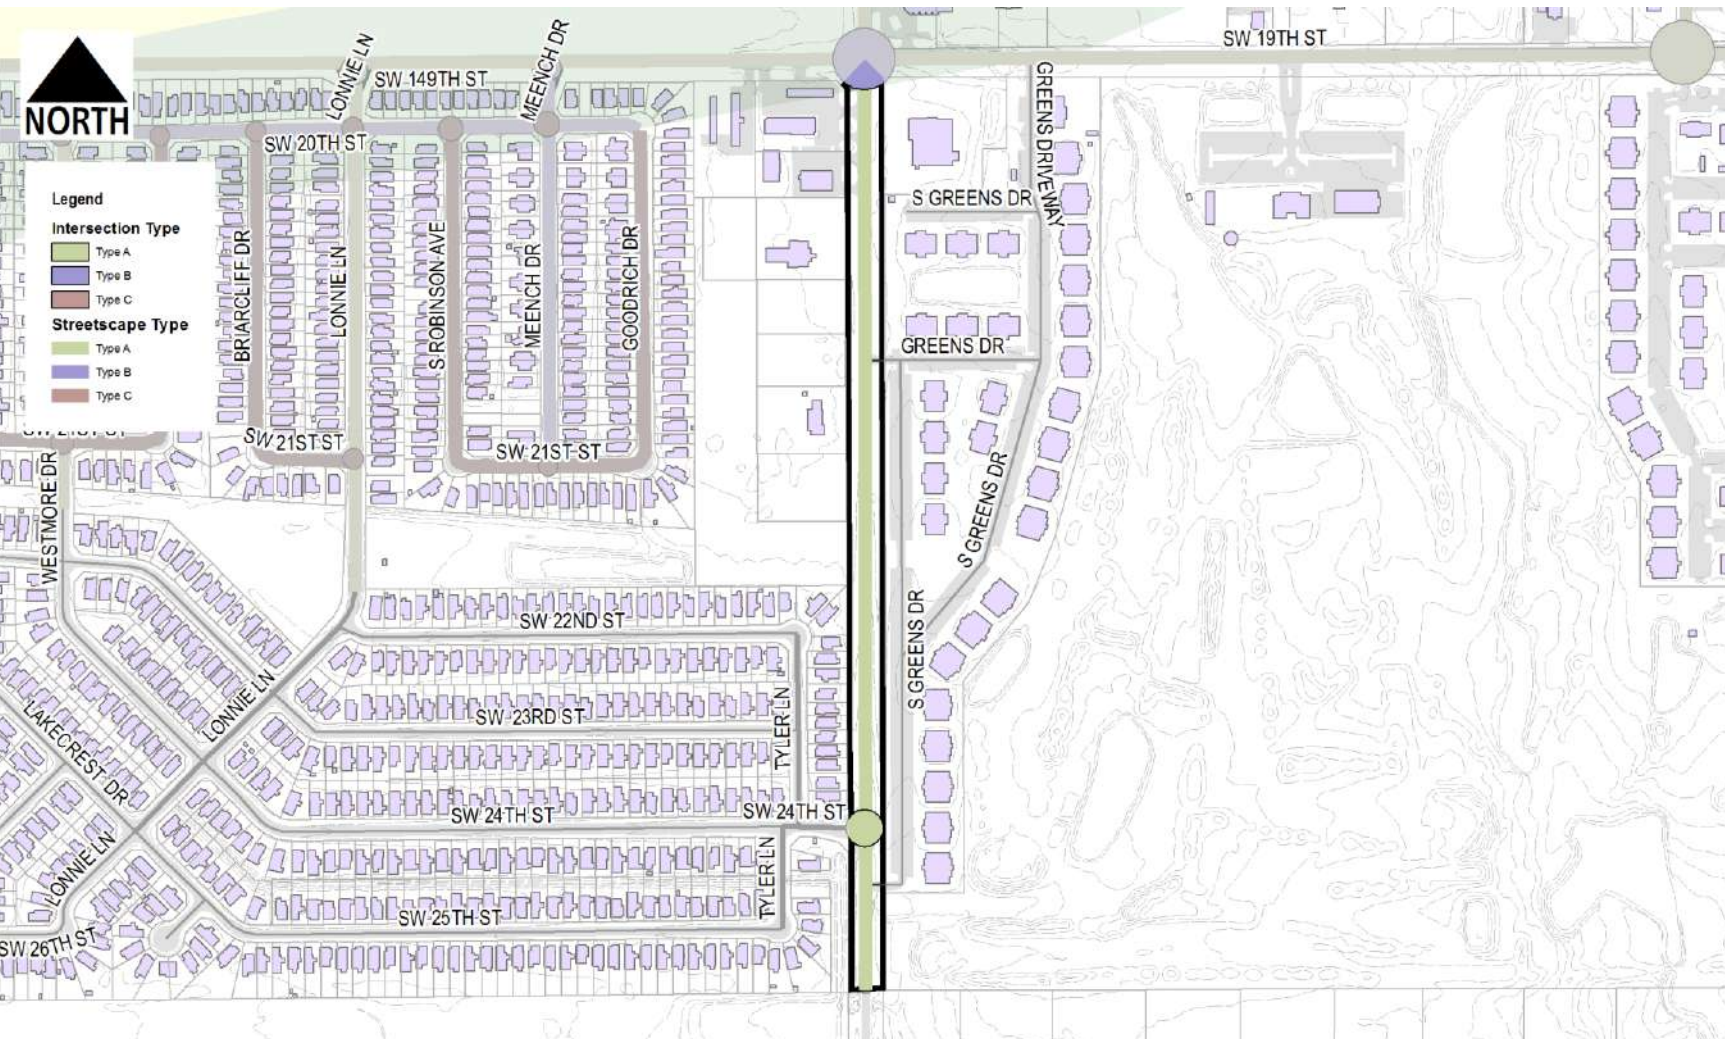 SW 19TH ST
LONNIE LN
MEENCH DR
SW 149TH ST
NORTH
SW 20TH ST
GREENS DRIVEWAY
S GREENS DR
Legend
Intersection Type
Type A
Type B
Type C
Streetscape Type
Type A
Type B
Type C
BRIARCLIFF DR
LONNIE LN
S ROBINSON AVE
MEENCH DR
GOODRICH DR
GREENS DR
SW 21ST ST
SW 21ST ST
SW 21ST ST
WESTMORE DR
S GREENS DR
SW 22ND ST
S GREENS DR
LONNIE LN
LAKECREST DR
SW 23RD ST
TYLER LN
SW 24TH ST
SW 24TH ST
LONNIE LN
TYLER LN
SW 25TH ST
SW 26TH ST